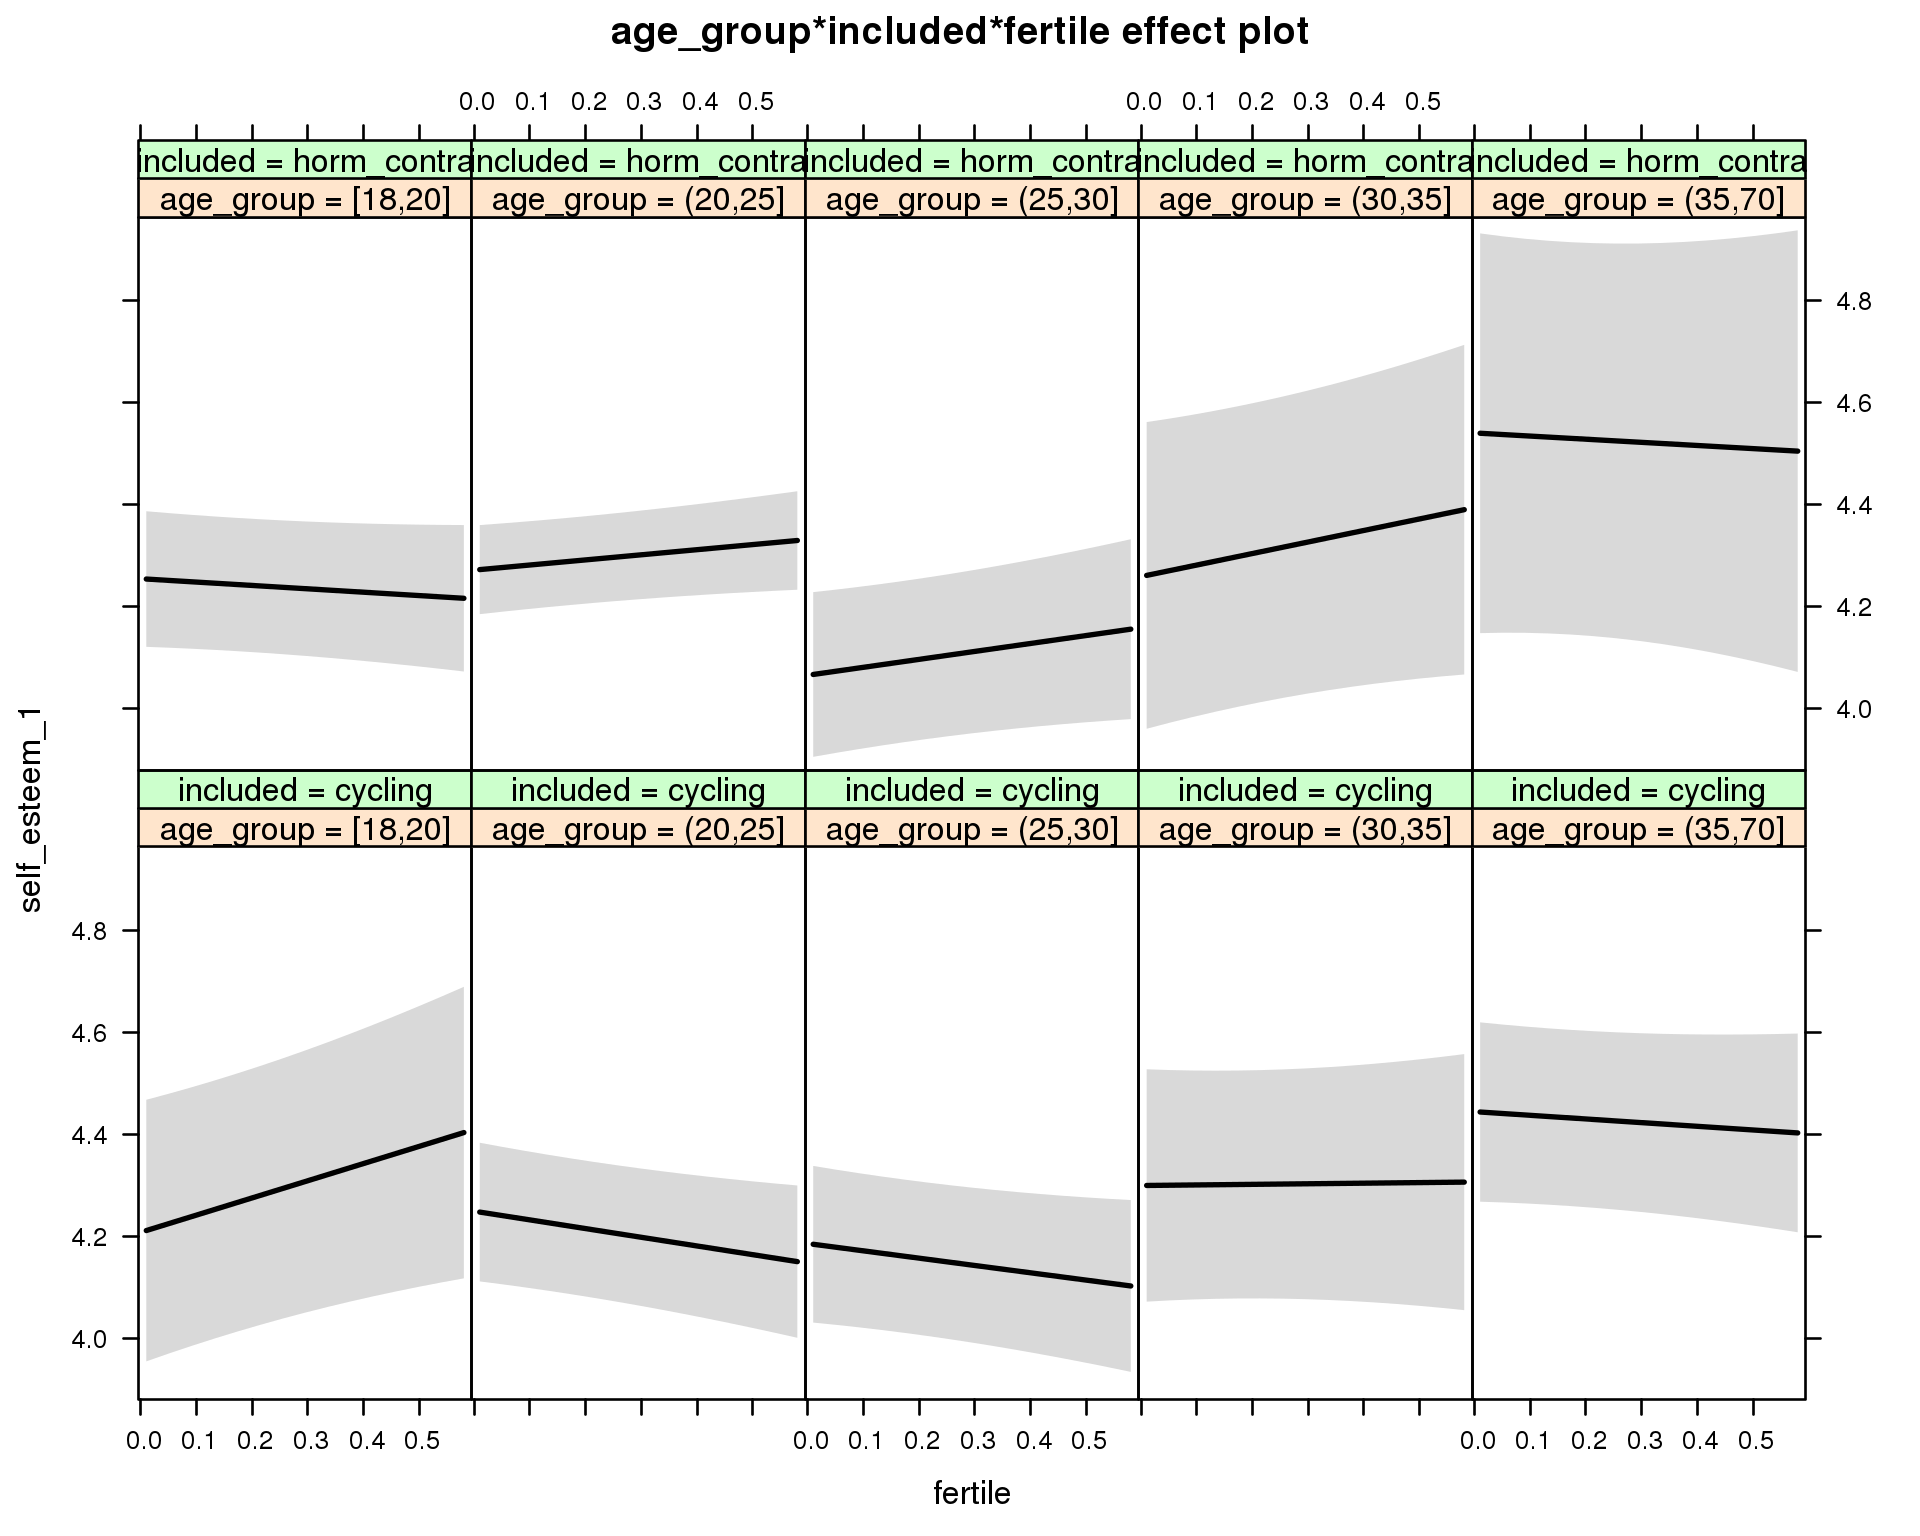 age_group*included*fertile effect plot
0.0 0.1 0.2 0.3 0.4 0.5 0.0 0.1 0.2 0.3 0.4 0.5
included = horm_contra included = horm_contra included = horm_contra included = horm_contra included = horm_contra
age_group = [18,20] age_group = (20,25] age_group = (25,30] age_group = (30,35] age_group = (35,70]
4.8
4.6
4.4
4.2
4.0
self_esteem_1
included = cycling included = cycling included = cycling included = cycling included = cycling
age_group = [18,20] age_group = (20,25] age_group = (25,30] age_group = (30,35] age_group = (35,70]
4.8
4.6
4.4
4.2
4.0
0.0 0.1 0.2 0.3 0.4 0.5 0.0 0.1 0.2 0.3 0.4 0.5 0.0 0.1 0.2 0.3 0.4 0.5
fertile